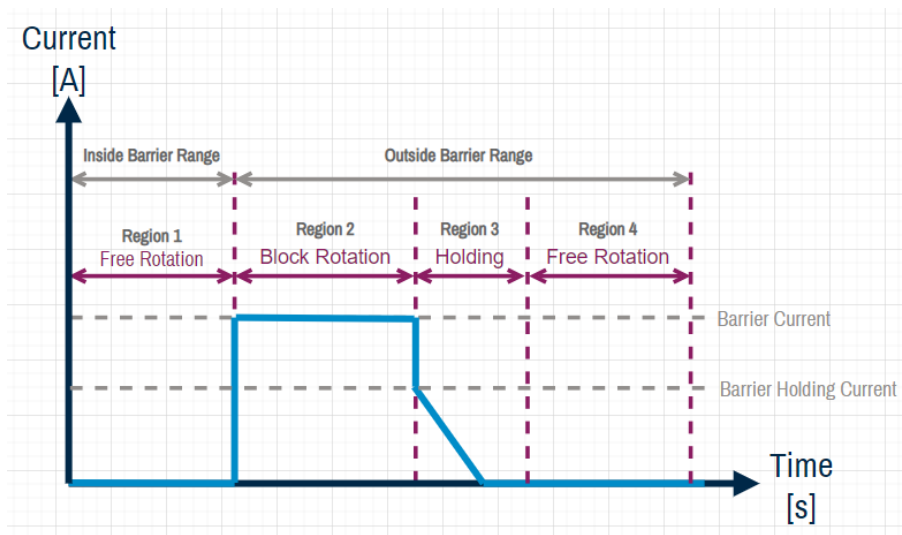 Current
[A]
Inside Barrier Range
Outside Barrier Range
Region 1
Free Rotation
Region 2
Block Rotation
Region 3
Holding
Region 4
Free Rotation
Barrier Current
Barrier Holding Current
Time
[s]